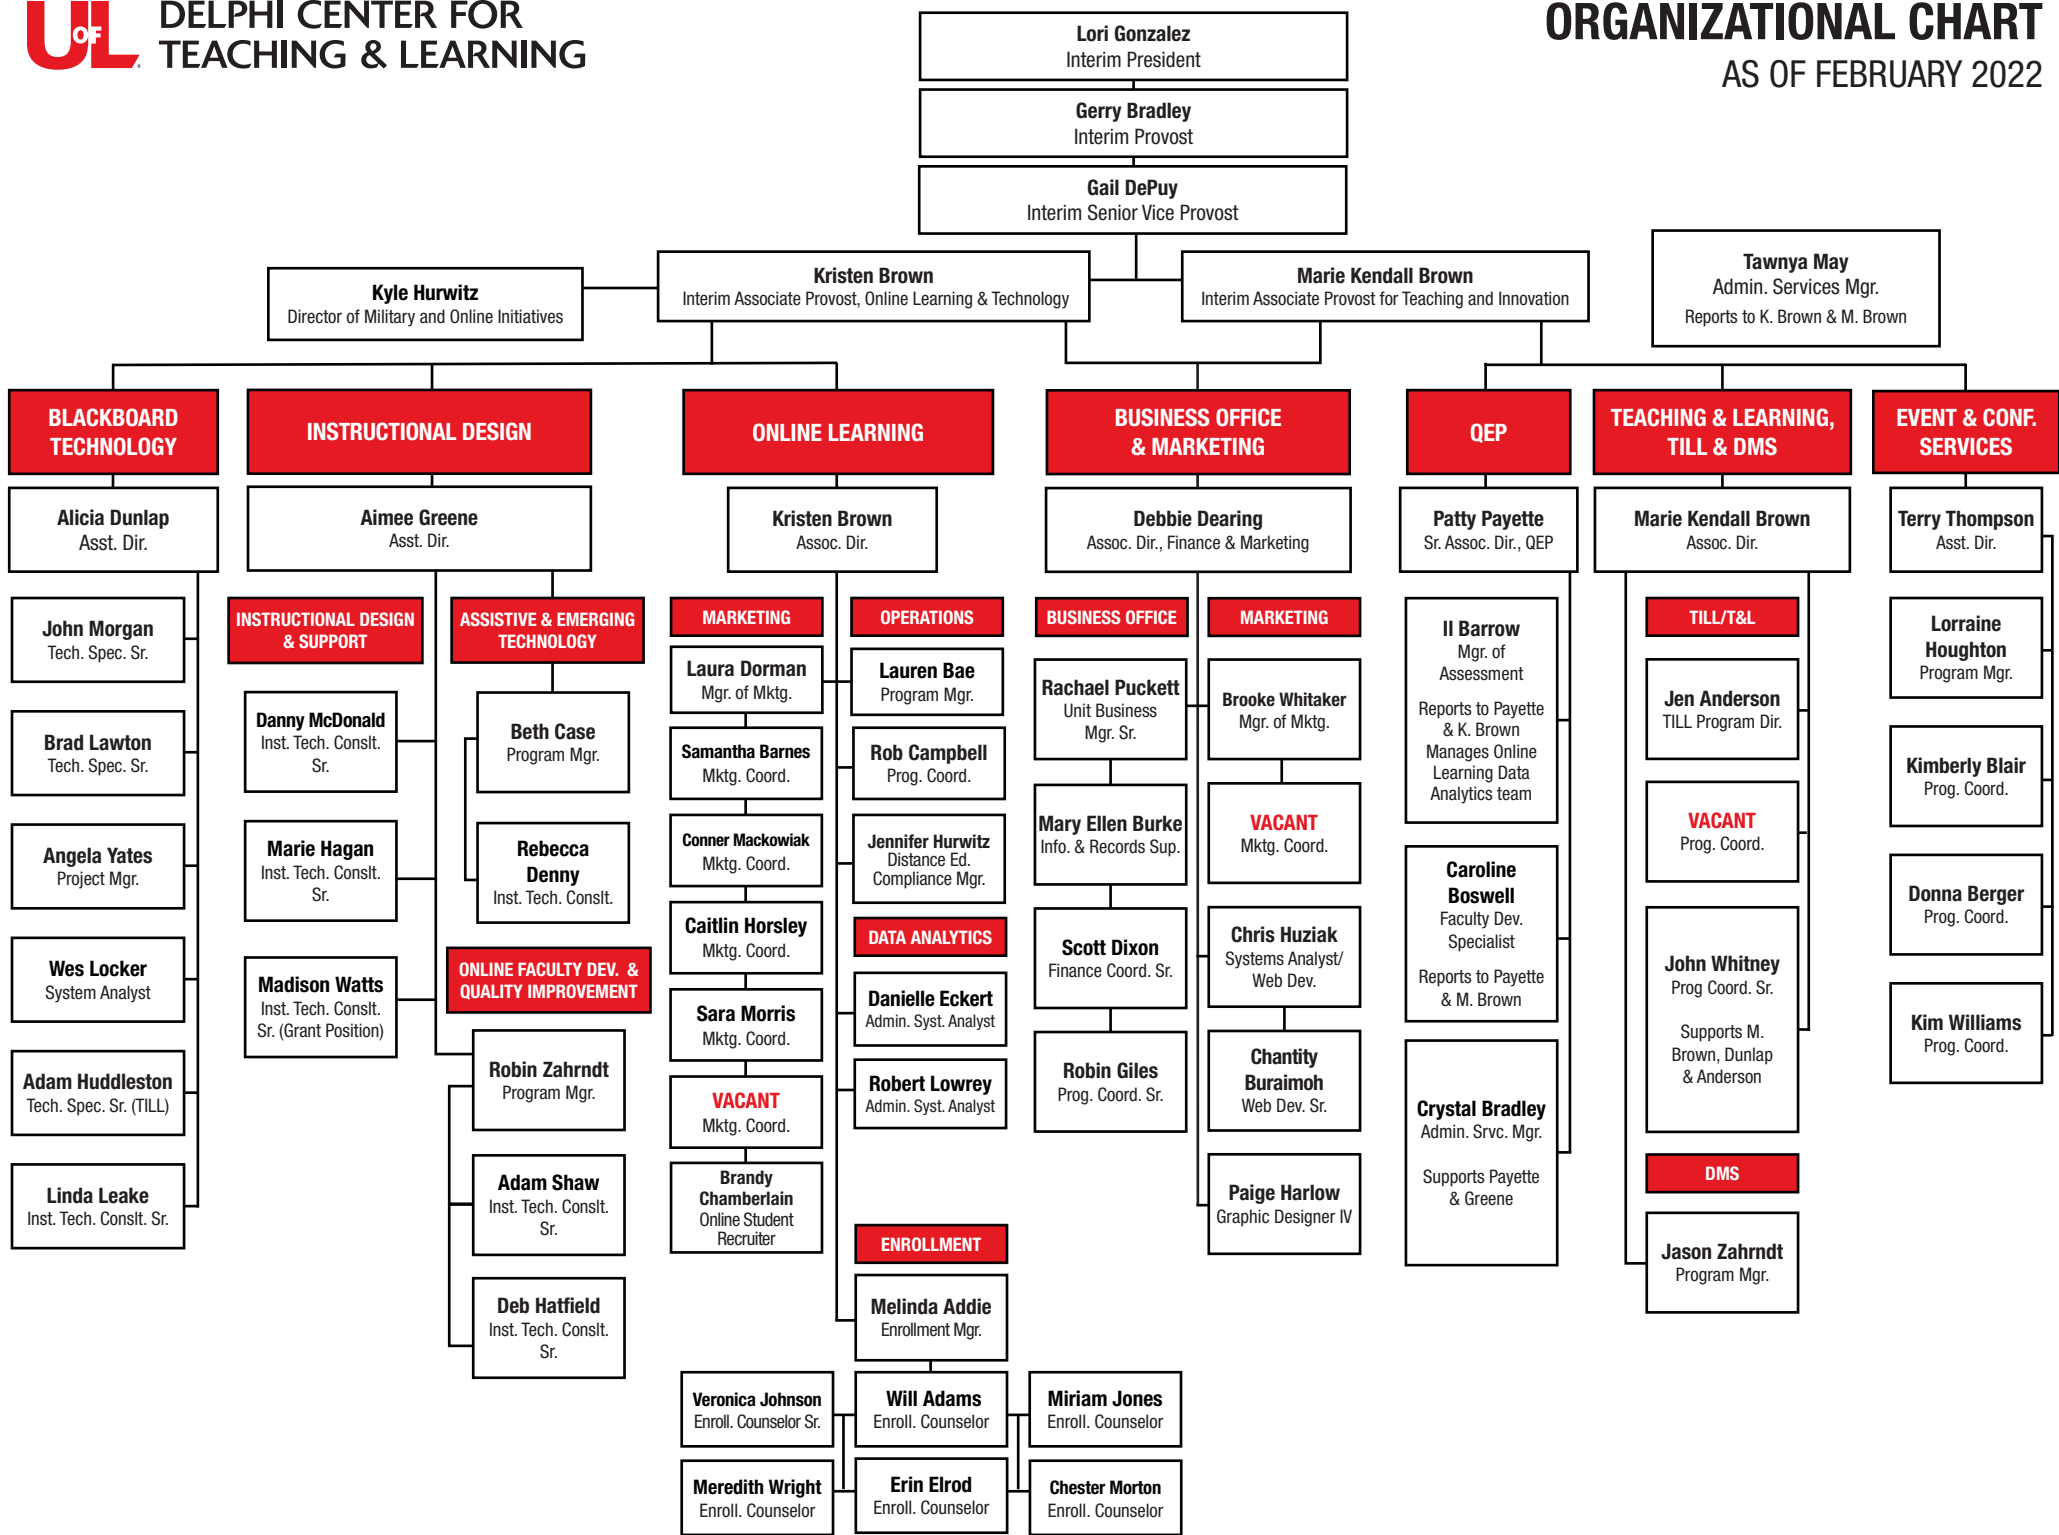 UOFL
DELPHI CENTER FOR
TEACHING & LEARNING
ORGANIZATIONAL CHART
AS OF FEBRUARY 2022
Lori Gonzalez
Interim President
Gerry Bradley
Interim Provost
Gail DePuy
Interim Senior Vice Provost
Kyle Hurwitz
Director of Military and Online Initiatives
Kristen Brown
Interim Associate Provost, Online Learning & Technology
Marie Kendall Brown
Interim Associate Provost for Teaching and Innovation
Tawnya May
Admin. Services Mgr.
Reports to K. Brown & M. Brown
BLACKBOARD
TECHNOLOGY
Alicia Dunlap
Asst. Dir.
John Morgan
Tech. Spec. Sr.
Brad Lawton
Tech. Spec. Sr.
Angela Yates
Project Mgr.
Wes Locker
System Analyst
Adam Huddleston
Tech. Spec. Sr. (TILL)
Linda Leake
Inst. Tech. Conslt. Sr.
INSTRUCTIONAL DESIGN
Aimee Greene
Asst. Dir.
INSTRUCTIONAL DESIGN
& SUPPORT
Danny McDonald
Inst. Tech. Conslt.
Sr.
Marie Hagan
Inst. Tech. Conslt.
Sr.
Madison Watts
Inst. Tech. Conslt.
Sr. (Grant Position)
ASSISTIVE & EMERGING
TECHNOLOGY
Beth Case
Program Mgr.
Rebecca
Denny
Inst. Tech. Conslt.
ONLINE FACULTY DEV. &
QUALITY IMPROVEMENT
Robin Zahrndt
Program Mgr.
Adam Shaw
Inst. Tech. Conslt.
Sr.
Deb Hatfield
Inst. Tech. Conslt.
Sr.
ONLINE LEARNING
Kristen Brown
Assoc. Dir.
MARKETING
Laura Dorman
Mgr. of Mktg.
Samantha Barnes
Mktg. Coord.
Conner Mackowiak
Mktg. Coord.
Caitlin Horsley
Mktg. Coord.
Sara Morris
Mktg. Coord.
VACANT
Mktg. Coord.
Brandy
Chamberlain
Online Student
Recruiter
OPERATIONS
Lauren Bae
Program Mgr.
Rob Campbell
Prog. Coord.
Jennifer Hurwitz
Distance Ed.
Compliance Mgr.
DATA ANALYTICS
Danielle Eckert
Admin. Syst. Analyst
Robert Lowrey
Admin. Syst. Analyst
ENROLLMENT
Melinda Addie
Enrollment Mgr.
Veronica Johnson
Enroll. Counselor Sr.
Will Adams
Enroll. Counselor
Miriam Jones
Enroll. Counselor
Meredith Wright
Enroll. Counselor
Erin Elrod
Enroll. Counselor
Chester Morton
Enroll. Counselor
BUSINESS OFFICE
& MARKETING
Debbie Dearing
Assoc. Dir., Finance & Marketing
BUSINESS OFFICE
Rachael Puckett
Unit Business
Mgr. Sr.
Mary Ellen Burke
Info. & Records Sup.
Scott Dixon
Finance Coord. Sr.
Robin Giles
Prog. Coord. Sr.
MARKETING
Brooke Whitaker
Mgr. of Mktg.
VACANT
Mktg. Coord.
Chris Huziak
Systems Analyst/
Web Dev.
Chantity
Buraimoh
Web Dev. Sr.
Paige Harlow
Graphic Designer IV
QEP
Patty Payette
Sr. Assoc. Dir., QEP
Il Barrow
Mgr. of
Assessment
Reports to Payette
& K. Brown
Manages Online
Learning Data
Analytics team
Caroline
Boswell
Faculty Dev.
Specialist
Reports to Payette
& M. Brown
Crystal Bradley
Admin. Srvc. Mgr.
Supports Payette
& Greene
TEACHING & LEARNING,
TILL & DMS
Marie Kendall Brown
Assoc. Dir.
TILL/T&L
Jen Anderson
TILL Program Dir.
VACANT
Prog. Coord.
John Whitney
Prog Coord. Sr.
Supports M.
Brown, Dunlap
& Anderson
DMS
Jason Zahrndt
Program Mgr.
EVENT & CONF.
SERVICES
Terry Thompson
Asst. Dir.
Lorraine
Houghton
Program Mgr.
Kimberly Blair
Prog. Coord.
Donna Berger
Prog. Coord.
Kim Williams
Prog. Coord.